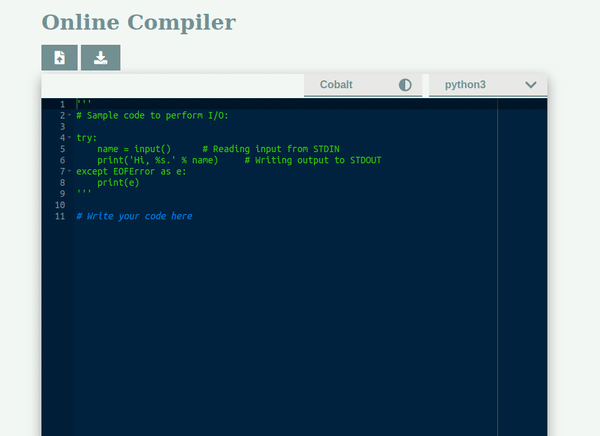 Online Compiler
Cobalt
python3
1 '''
2 # Sample code to perform I/O:
3
4 try:
5     name = input()      # Reading input from STDIN
6     print('Hi, %s.' % name)     # Writing output to STDOUT
7 except EOFError as e:
8     print(e)
9 '''
10
11 # Write your code here